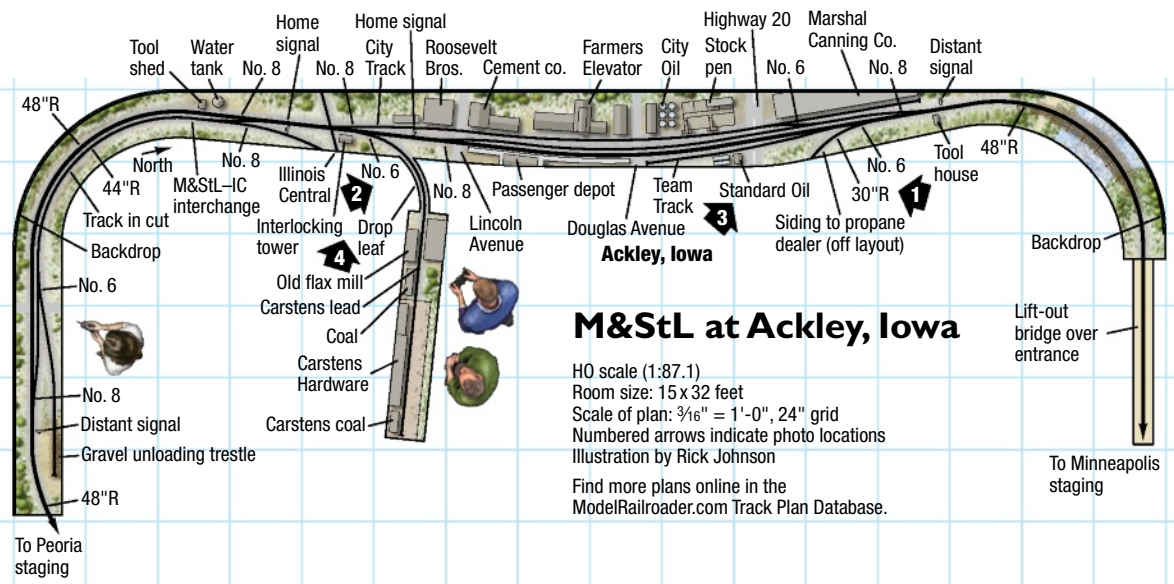 Tool
shed
Water
tank
No. 8
Home
signal
No. 8
Home signal
City
Track
Roosevelt
Bros.
Cement co.
Farmers
Elevator
City
Oil
Stock
pen
Highway 20
No. 6
Marshal
Canning Co.
No. 8
Distant
signal
48"R
44"R
North
No. 8
M&StL–IC
interchange
Illinois
Central
2
No. 6
No. 8
Passenger depot
Team
Track
3
Standard Oil
30"R
No. 6
1
Tool
house
48"R
Track in cut
Backdrop
Interlocking
tower
4
Drop
leaf
Lincoln
Avenue
Douglas Avenue
Ackley, Iowa
Siding to propane
dealer (off layout)
Backdrop
No. 6
Old flax mill
Carstens lead
Coal
Carstens
Hardware
Carstens coal
No. 8
Distant signal
Gravel unloading trestle
48"R
To Peoria
staging
Lift-out
bridge over
entrance
To Minneapolis
staging
M&StL at Ackley, Iowa
HO scale (1:87.1)
Room size: 15 x 32 feet
Scale of plan: 3⁄16" = 1'-0", 24" grid
Numbered arrows indicate photo locations
Illustration by Rick Johnson
Find more plans online in the
ModelRailroader.com Track Plan Database.